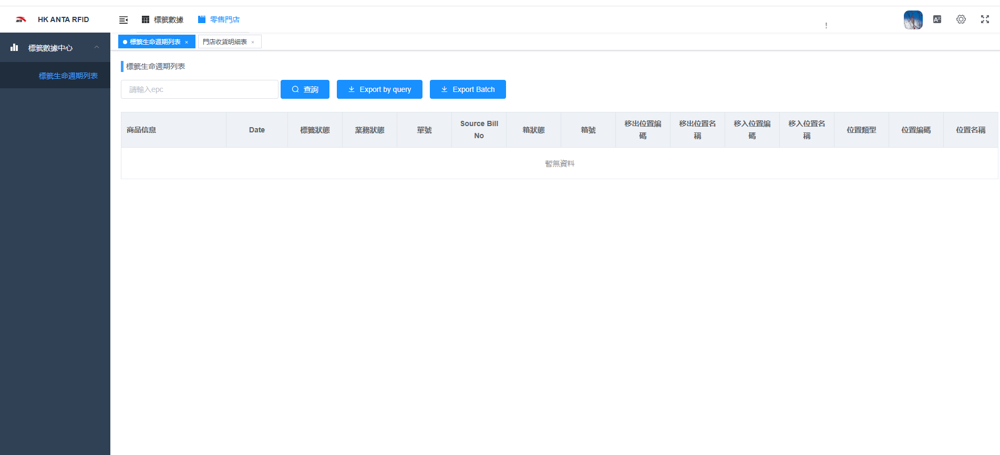 HK ANTA RFID
標籤數據
零售門店
!
標籤數據中心
標籤生命週期列表
標籤生命週期列表 ×
門店收貨明細表 ×
標籤生命週期列表
請輸入epc
查詢
Export by query
Export Batch
商品信息
Date
標籤狀態
業務狀態
單號
Source Bill
No
箱狀態
箱號
移出位置編
碼
移出位置名
稱
移入位置編
碼
移入位置名
稱
位置類型
位置編碼
位置名稱
暫無資料